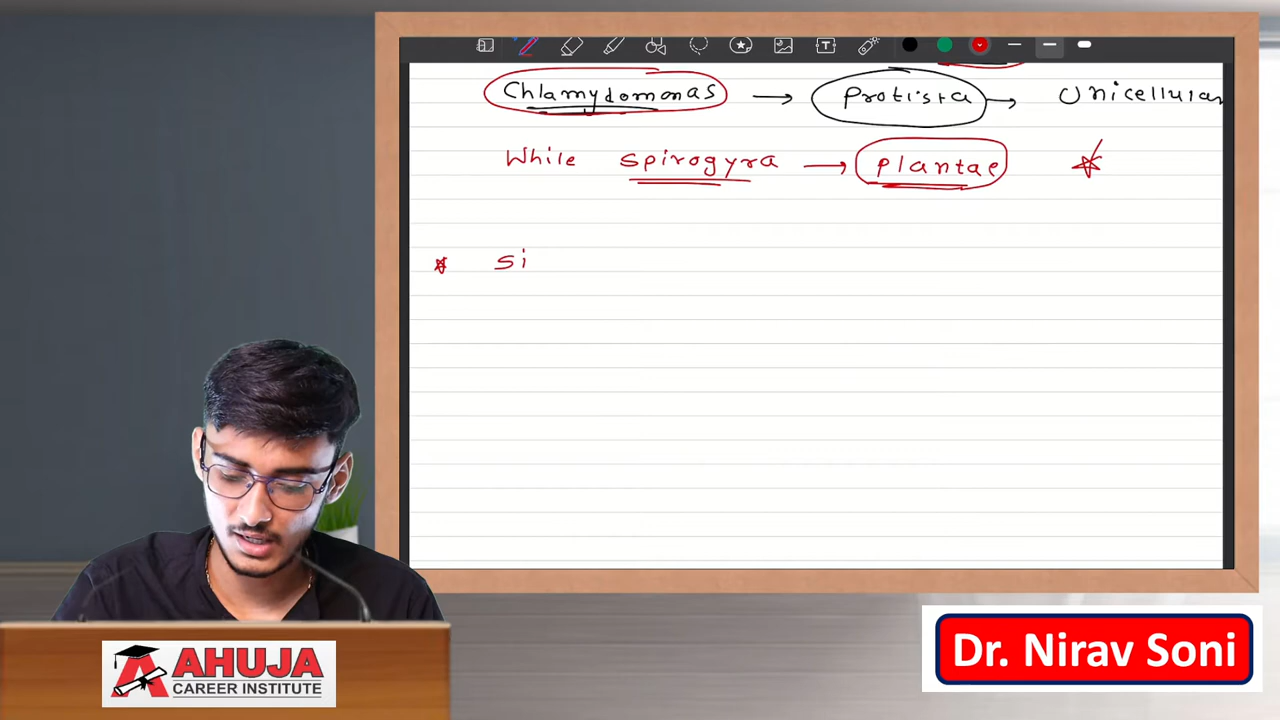 Chlamydomonas → Protista → Unicellular
While spirogyra → Plantae ☆
☆ Si
AHUJA
CAREER INSTITUTE
Dr. Nirav Soni